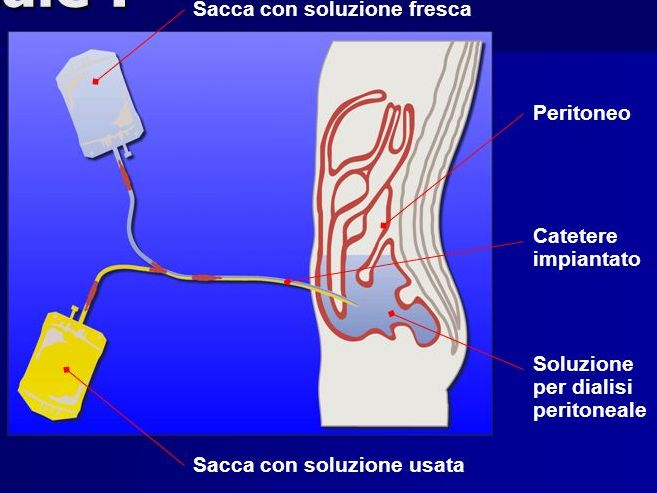 Sacca con soluzione fresca
Peritoneo
Catetere
impiantato
Soluzione
per dialisi
peritoneale
Sacca con soluzione usata